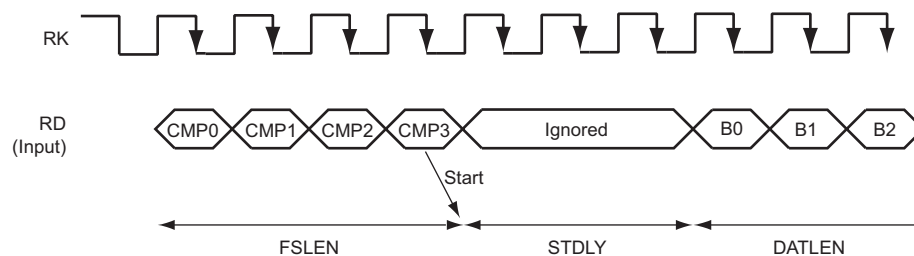 RK
RD
(Input)
CMP0 CMP1 CMP2 CMP3 Ignored B0 B1 B2
Start
FSLEN STDLY DATLEN